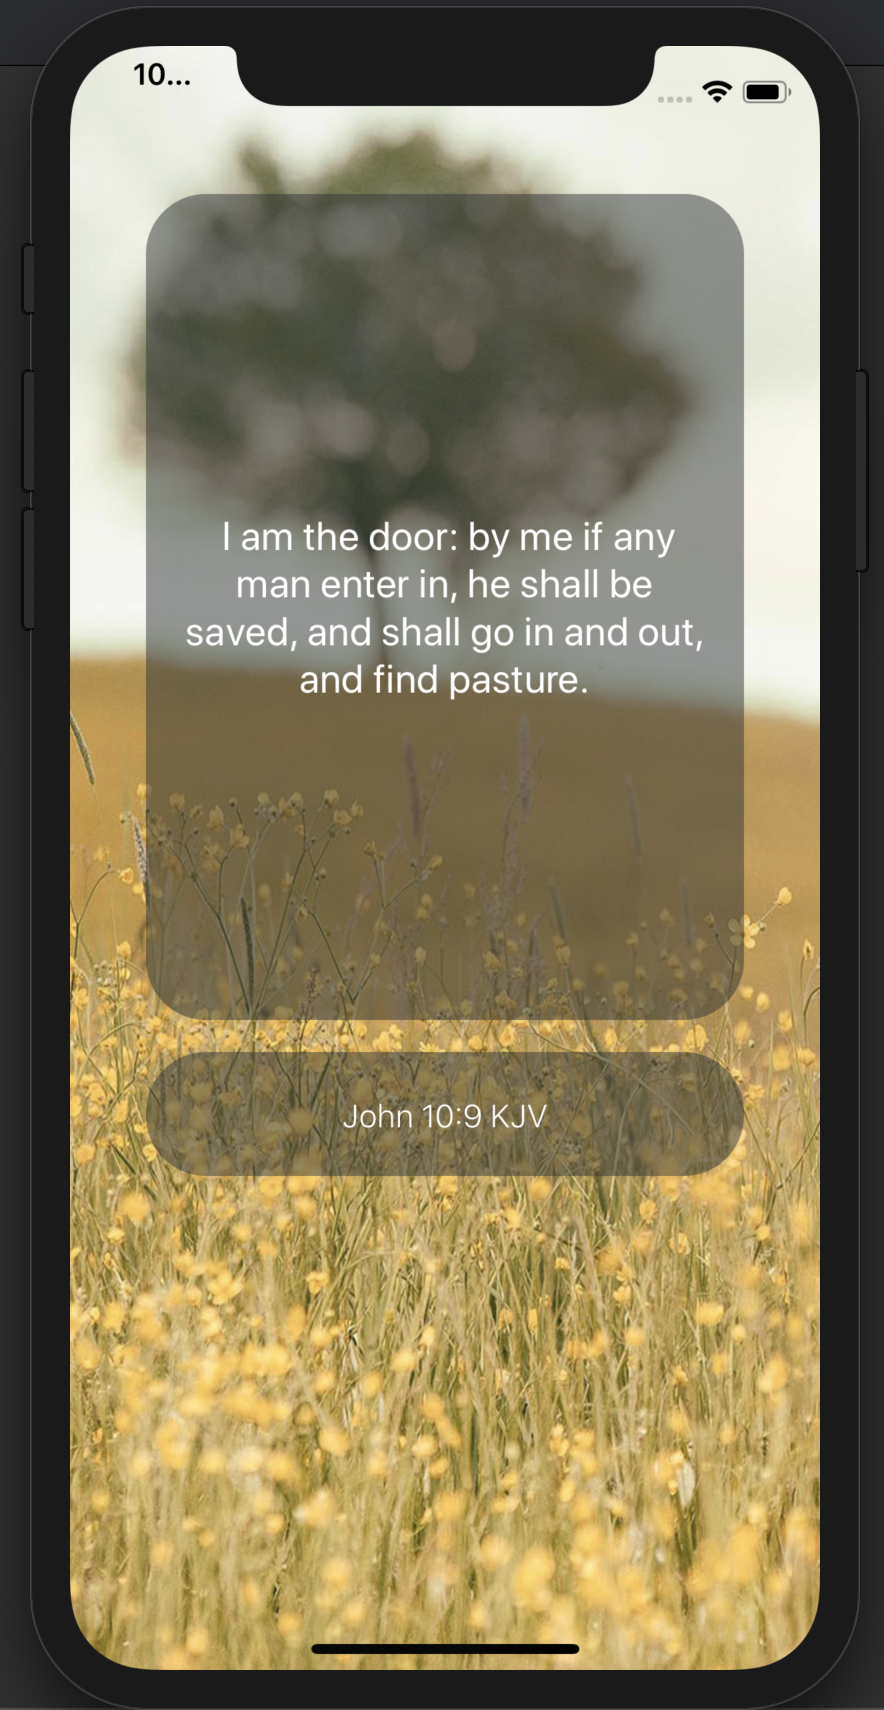 10...
I am the door: by me if any
man enter in, he shall be
saved, and shall go in and out,
and find pasture.
John 10:9 KJV